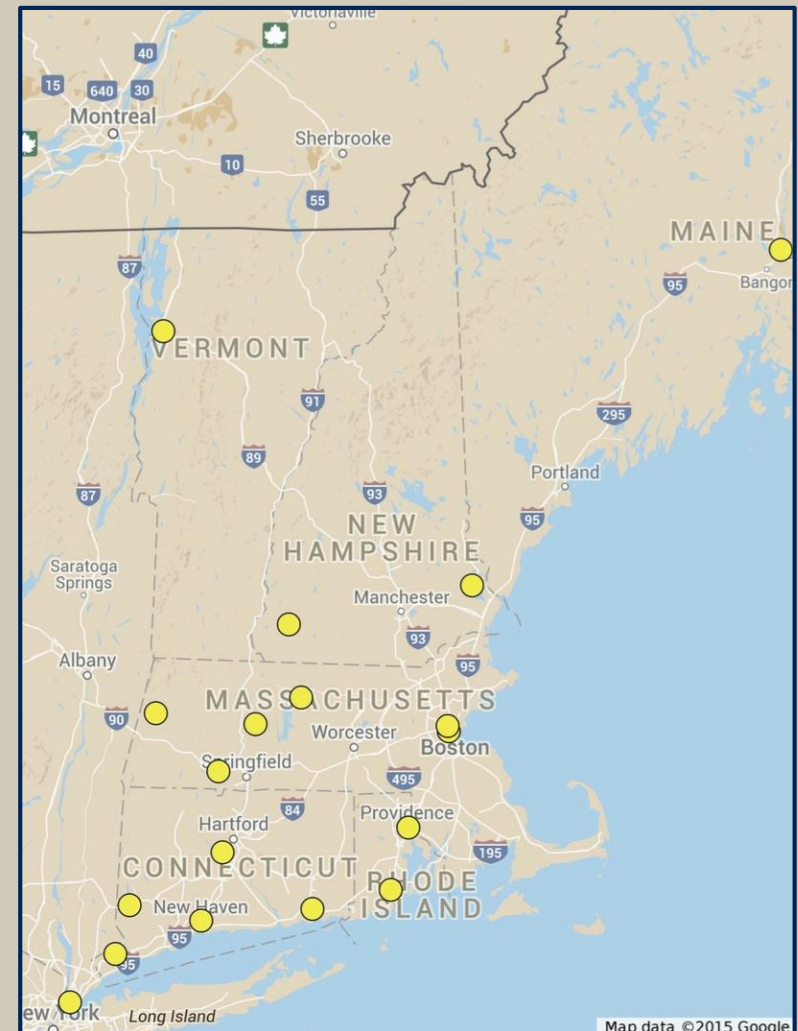 Victoriaville
40
15
640
30
Montreal
Sherbrooke
10
55
87
MAINE
95
Bangor
VERMONT
91
295
89
87
93
Portland
95
NEW
HAMPSHIRE
Saratoga
Springs
Manchester
93
95
Albany
MASSACHUSETTS
90
Worcester
Boston
Springfield
495
84
Providence
Hartford
195
CONNECTICUT
RHODE
ISLAND
New Haven
95
95
New York
Long Island
Map data ©2015 Google